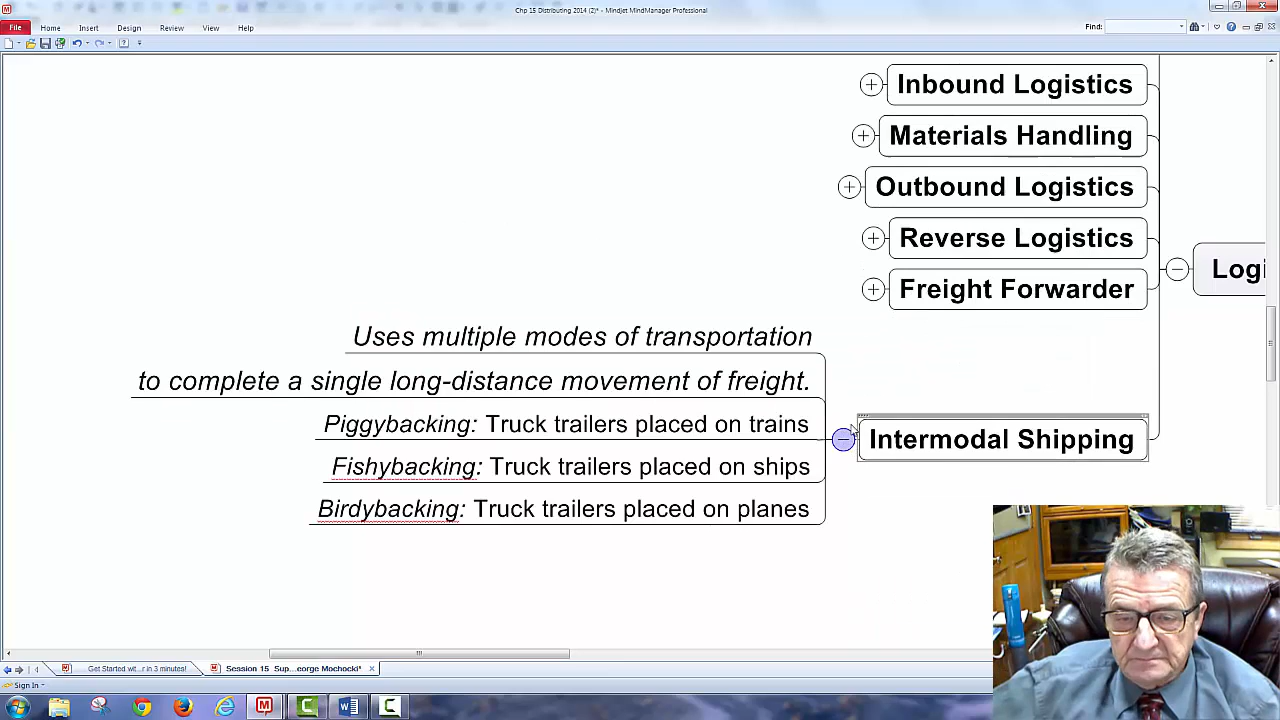 Chp 15 Distributing 2014 (2)* - Mindjet MindManager Professional
File Home Insert Design Review View Help Find:
Inbound Logistics
Materials Handling
Outbound Logistics
Reverse Logistics
Logi
Freight Forwarder
Uses multiple modes of transportation
to complete a single long-distance movement of freight.
Piggybacking: Truck trailers placed on trains
Intermodal Shipping
Fishybacking: Truck trailers placed on ships
Birdybacking: Truck trailers placed on planes
Get Started wit...r in 3 minutes! Session 15 Sup...eorge Mochocki*
Sign In